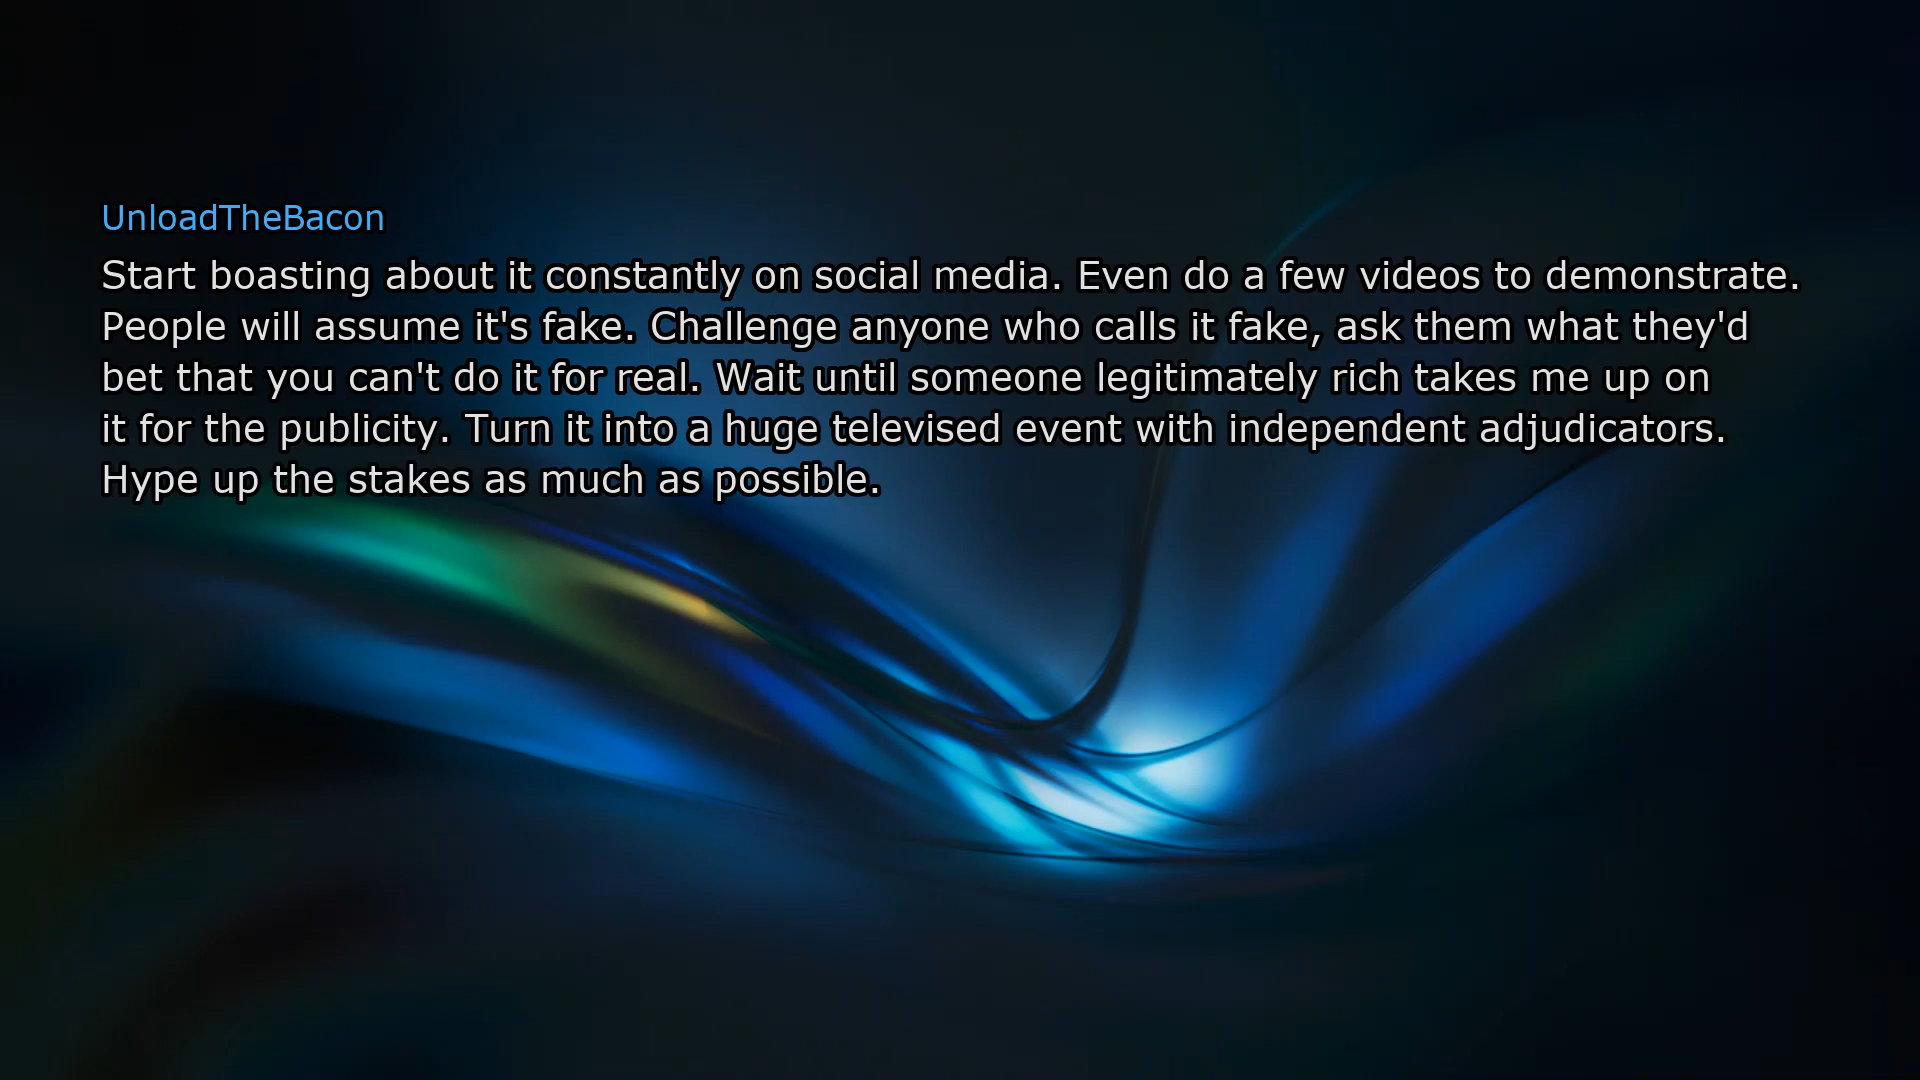 UnloadTheBacon
Start boasting about it constantly on social media. Even do a few videos to demonstrate.
People will assume it's fake. Challenge anyone who calls it fake, ask them what they'd
bet that you can't do it for real. Wait until someone legitimately rich takes me up on
it for the publicity. Turn it into a huge televised event with independent adjudicators.
Hype up the stakes as much as possible.